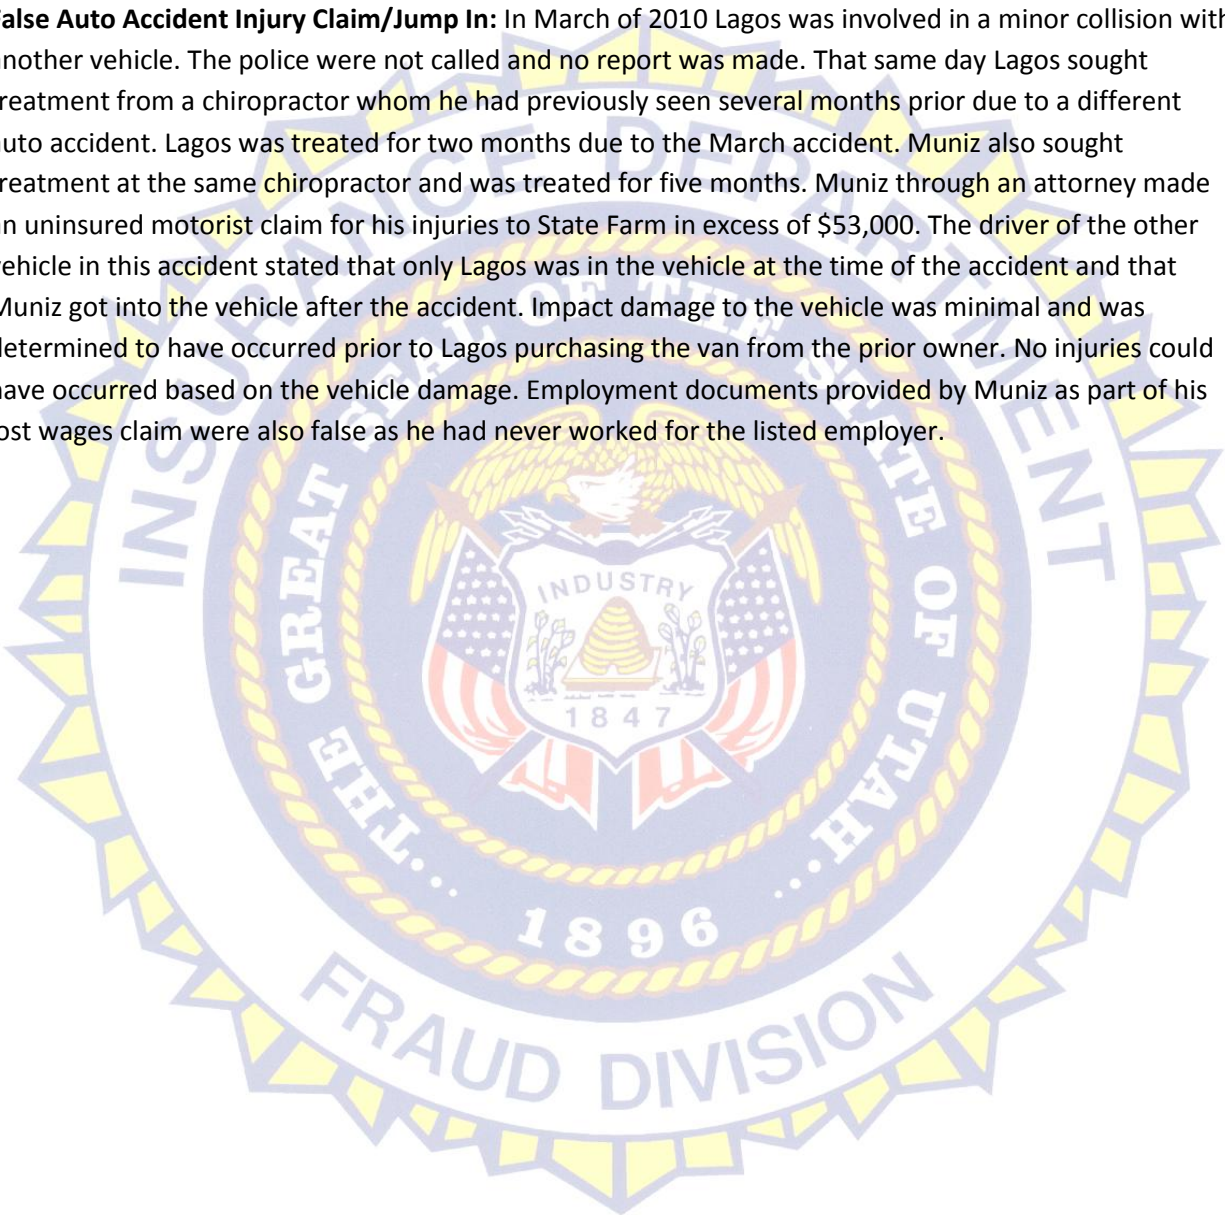 False Auto Accident Injury Claim/Jump In: In March of 2010 Lagos was involved in a minor collision with
another vehicle. The police were not called and no report was made. That same day Lagos sought
treatment from a chiropractor whom he had previously seen several months prior due to a different
auto accident. Lagos was treated for two months due to the March accident. Muniz also sought
treatment at the same chiropractor and was treated for five months. Muniz through an attorney made
an uninsured motorist claim for his injuries to State Farm in excess of $53,000. The driver of the other
vehicle in this accident stated that only Lagos was in the vehicle at the time of the accident and that
Muniz got into the vehicle after the accident. Impact damage to the vehicle was minimal and was
determined to have occurred prior to Lagos purchasing the van from the prior owner. No injuries could
have occurred based on the vehicle damage. Employment documents provided by Muniz as part of his
lost wages claim were also false as he had never worked for the listed employer.
INSURANCE DEPARTMENT
THE GREAT SEAL OF THE STATE OF UTAH
INDUSTRY
1847
...1896...
FRAUD DIVISION